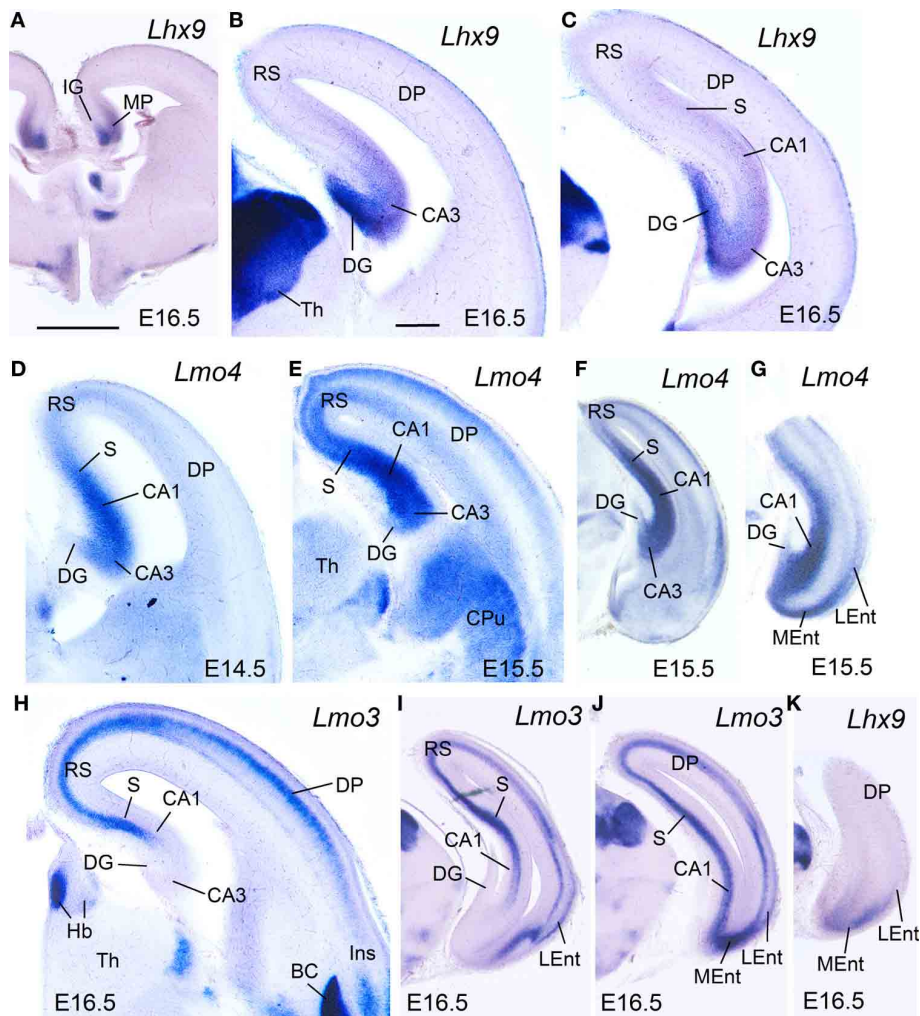 A
Lhx9
IG
MP
E16.5
B
Lhx9
RS
DP
CA3
DG
Th
E16.5
C
Lhx9
RS
DP
S
CA1
DG
CA3
E16.5
D
Lmo4
RS
S
DP
CA1
DG
CA3
E14.5
E
Lmo4
RS
CA1
DP
S
CA3
DG
Th
CPu
E15.5
F
Lmo4
RS
S
CA1
DG
CA3
E15.5
G
Lmo4
CA1
DG
LEnt
MEnt
E15.5
H
Lmo3
RS
S
CA1
DP
DG
CA3
Hb
Th
Ins
BC
E16.5
I
Lmo3
RS
S
CA1
DG
LEnt
E16.5
J
Lmo3
DP
S
CA1
MEnt
LEnt
E16.5
K
Lhx9
DP
LEnt
MEnt
E16.5